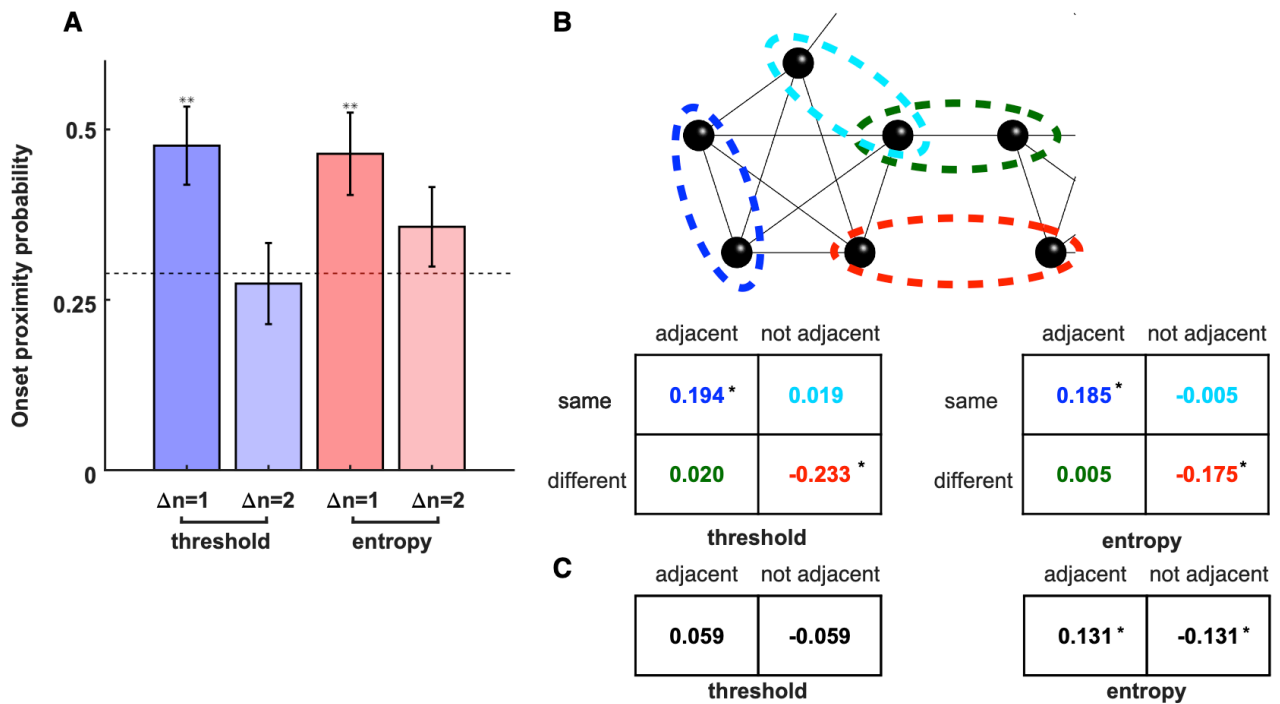 A
Onset proximity probability
0.5
0.25
0
**
**
Δn=1 Δn=2 Δn=1 Δn=2
threshold entropy
B
adjacent not adjacent
same 0.194 * 0.019
different 0.020 -0.233 *
threshold
adjacent not adjacent
same 0.185 * -0.005
different 0.005 -0.175 *
entropy
C
adjacent not adjacent
0.059 -0.059
threshold
adjacent not adjacent
0.131 * -0.131 *
entropy